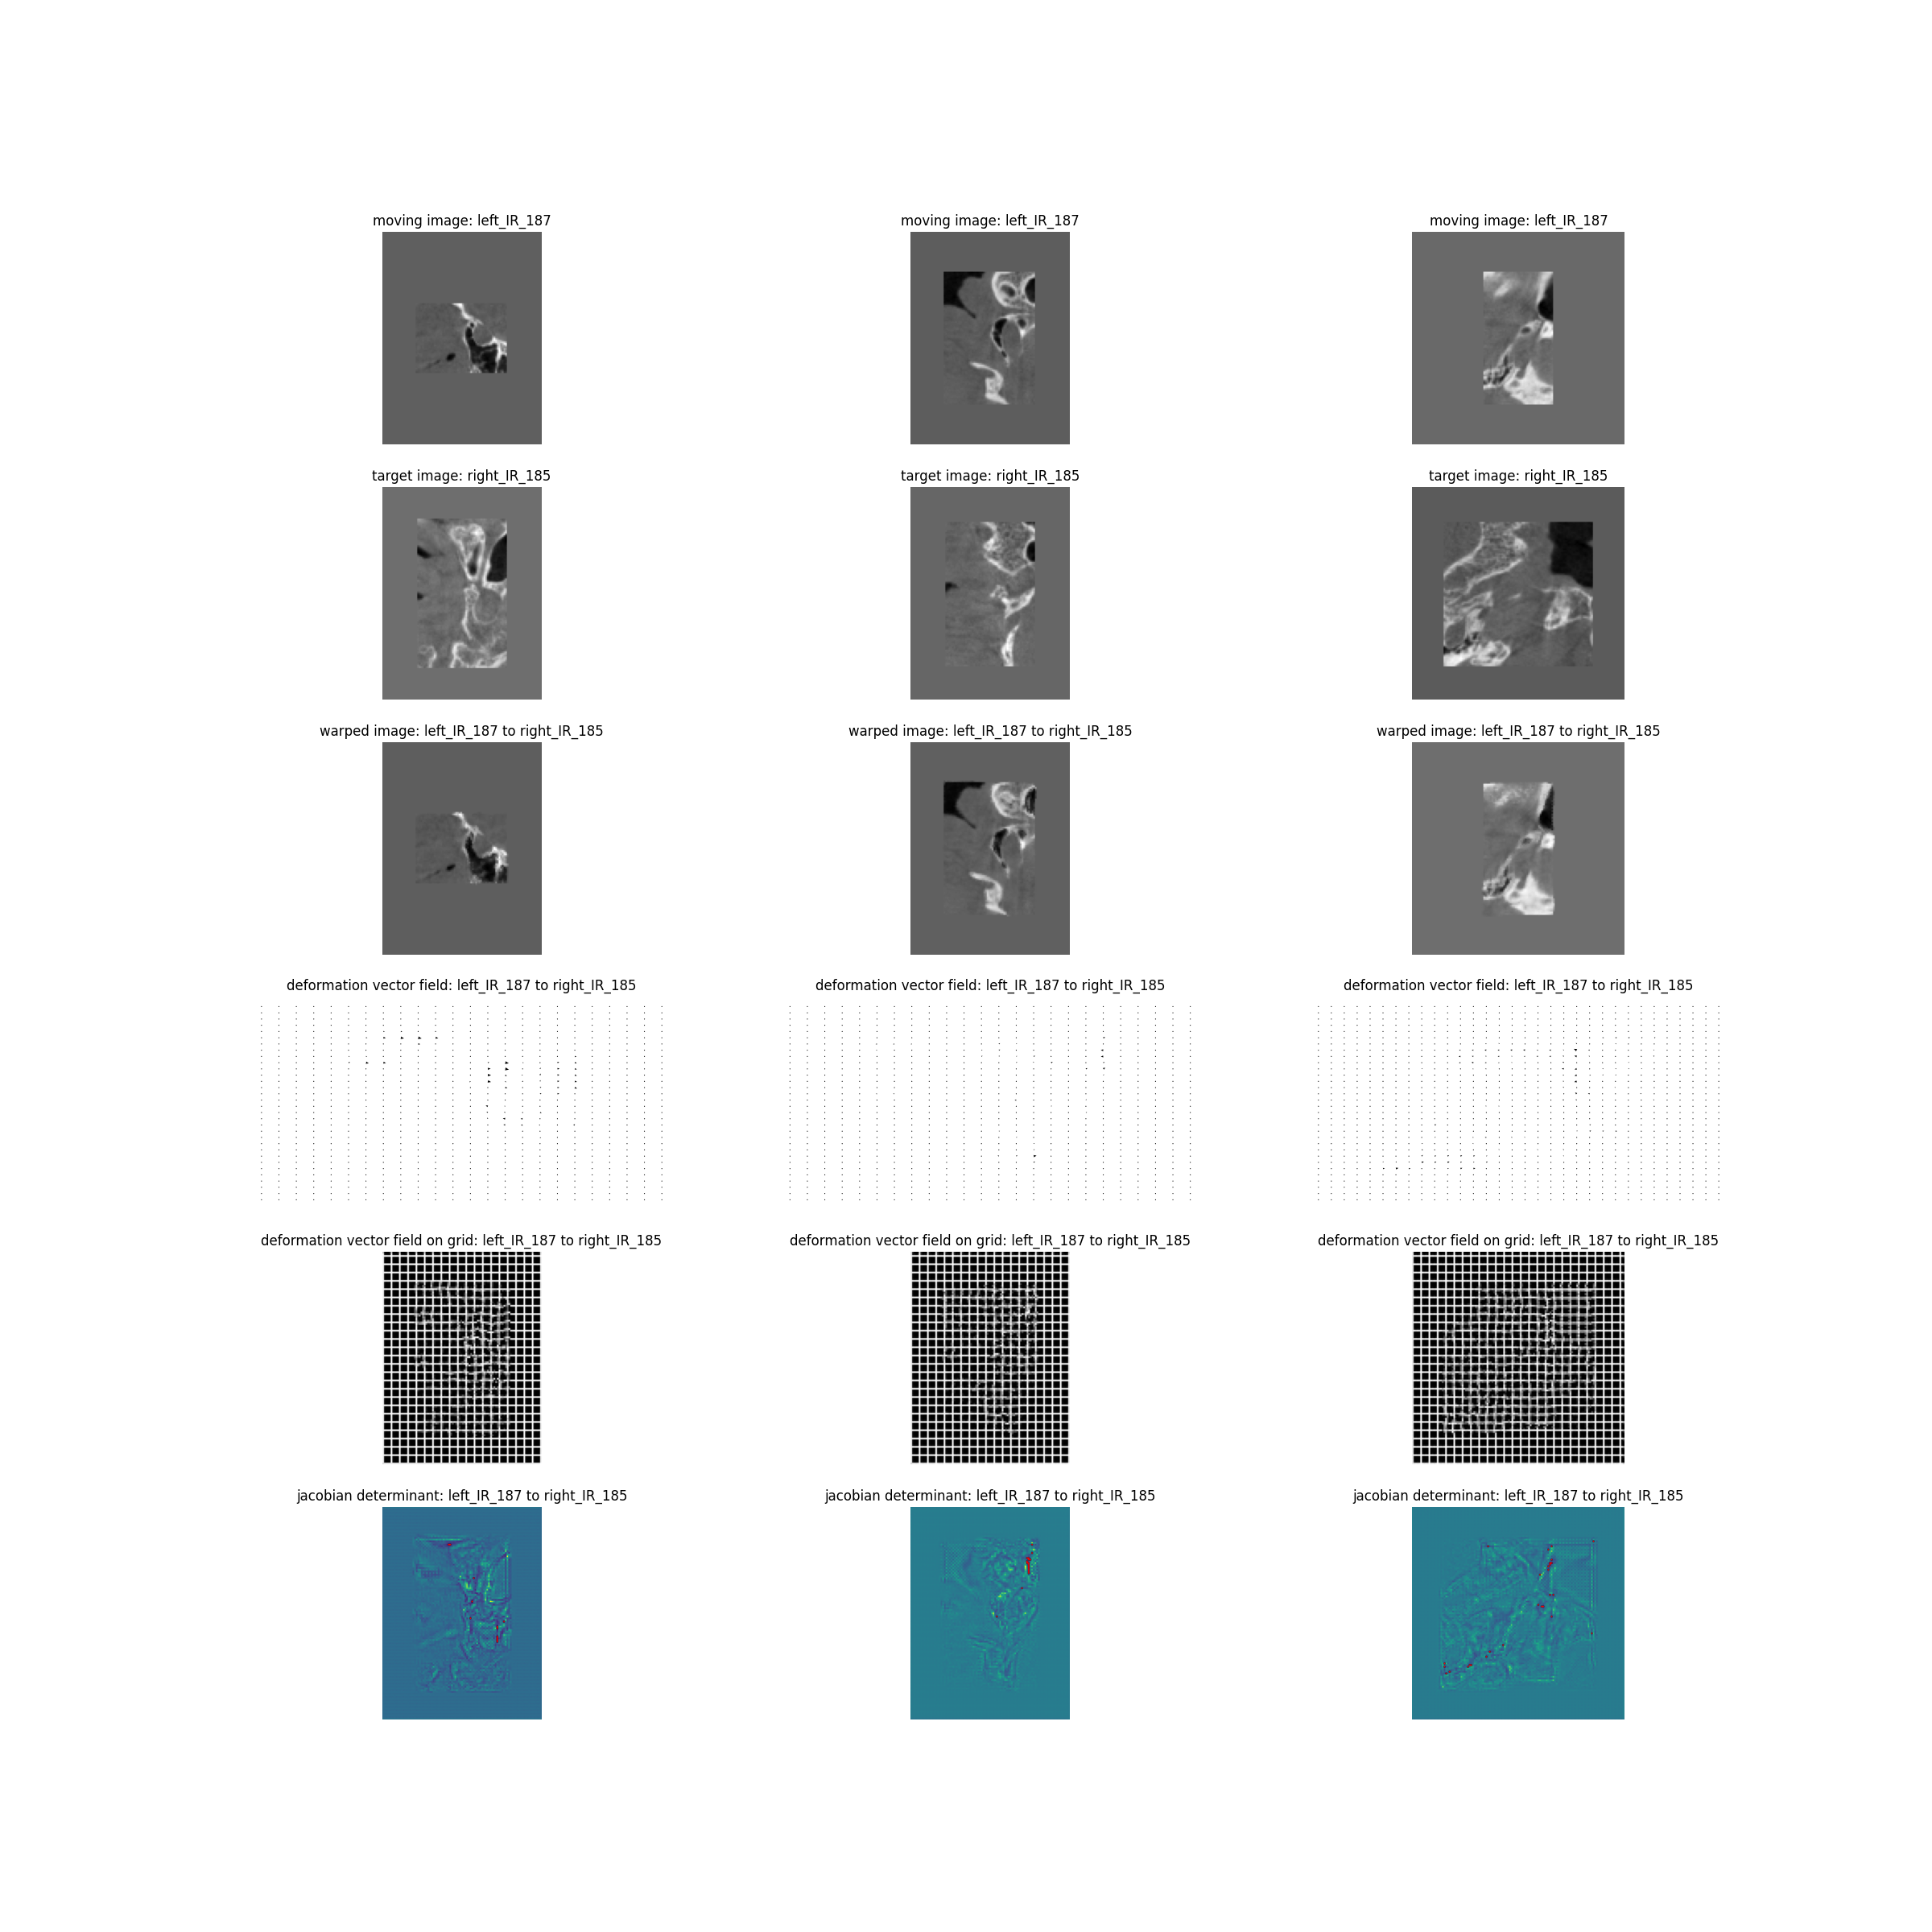 moving image: left_IR_187 moving image: left_IR_187 moving image: left_IR_187
target image: right_IR_185 target image: right_IR_185 target image: right_IR_185
warped image: left_IR_187 to right_IR_185 warped image: left_IR_187 to right_IR_185 warped image: left_IR_187 to right_IR_185
deformation vector field: left_IR_187 to right_IR_185 deformation vector field: left_IR_187 to right_IR_185 deformation vector field: left_IR_187 to right_IR_185
deformation vector field on grid: left_IR_187 to right_IR_185 deformation vector field on grid: left_IR_187 to right_IR_185 deformation vector field on grid: left_IR_187 to right_IR_185
jacobian determinant: left_IR_187 to right_IR_185 jacobian determinant: left_IR_187 to right_IR_185 jacobian determinant: left_IR_187 to right_IR_185